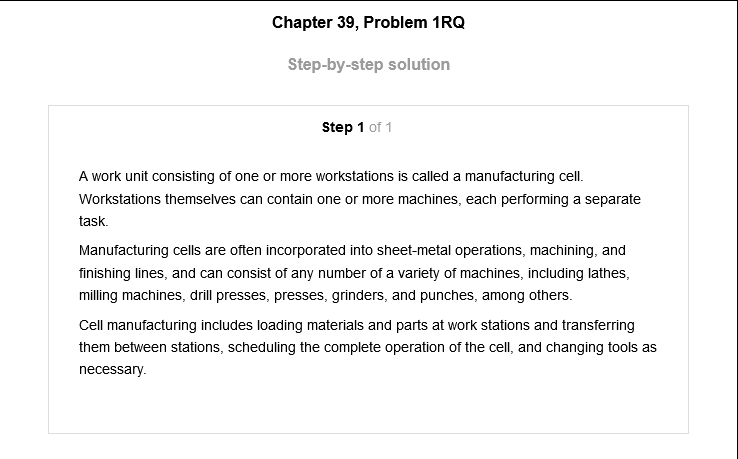 Chapter 39, Problem 1RQ
Step-by-step solution
Step 1 of 1
A work unit consisting of one or more workstations is called a manufacturing cell.
Workstations themselves can contain one or more machines, each performing a separate
task.
Manufacturing cells are often incorporated into sheet-metal operations, machining, and
finishing lines, and can consist of any number of a variety of machines, including lathes,
milling machines, drill presses, presses, grinders, and punches, among others.
Cell manufacturing includes loading materials and parts at work stations and transferring
them between stations, scheduling the complete operation of the cell, and changing tools as
necessary.